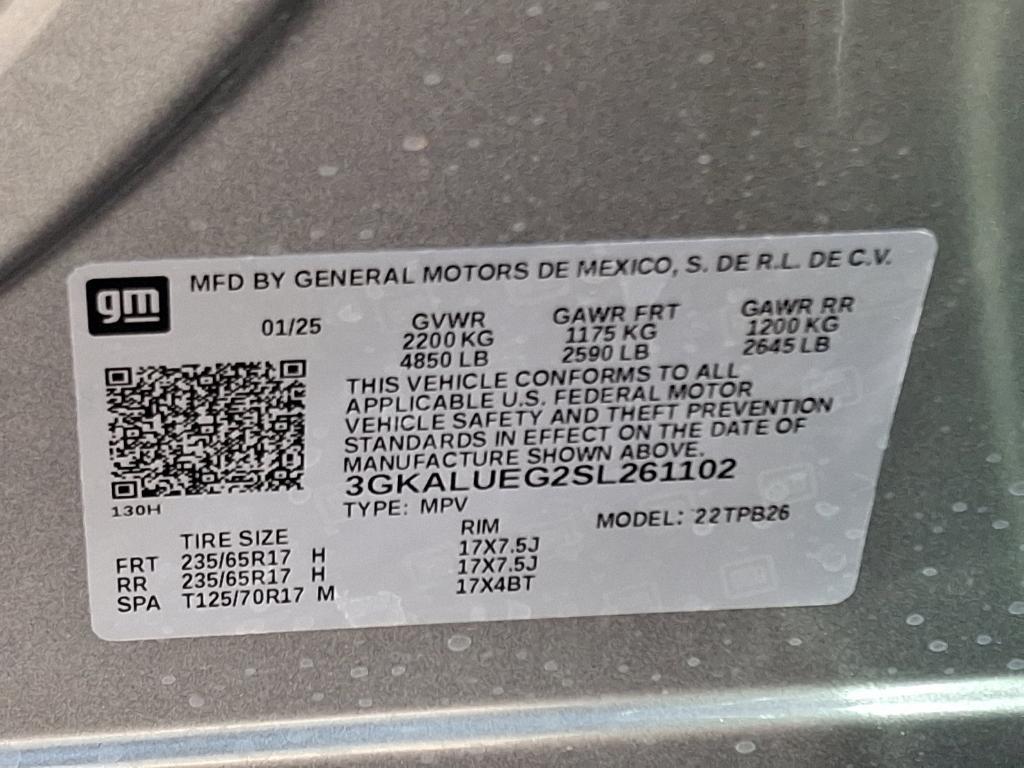 gm MFD BY GENERAL MOTORS DE MEXICO, S. DE R.L. DE C.V.
01/25 GVWR GAWR FRT GAWR RR
2200 KG 1175 KG 1200 KG
4850 LB 2590 LB 2645 LB
THIS VEHICLE CONFORMS TO ALL
APPLICABLE U.S. FEDERAL MOTOR
VEHICLE SAFETY AND THEFT PREVENTION
STANDARDS IN EFFECT ON THE DATE OF
MANUFACTURE SHOWN ABOVE.
3GKALUEG2SL261102
130H
TYPE: MPV MODEL: 22TPB26
TIRE SIZE RIM
FRT 235/65R17 H 17X7.5J
RR 235/65R17 H 17X7.5J
SPA T125/70R17 M 17X4BT